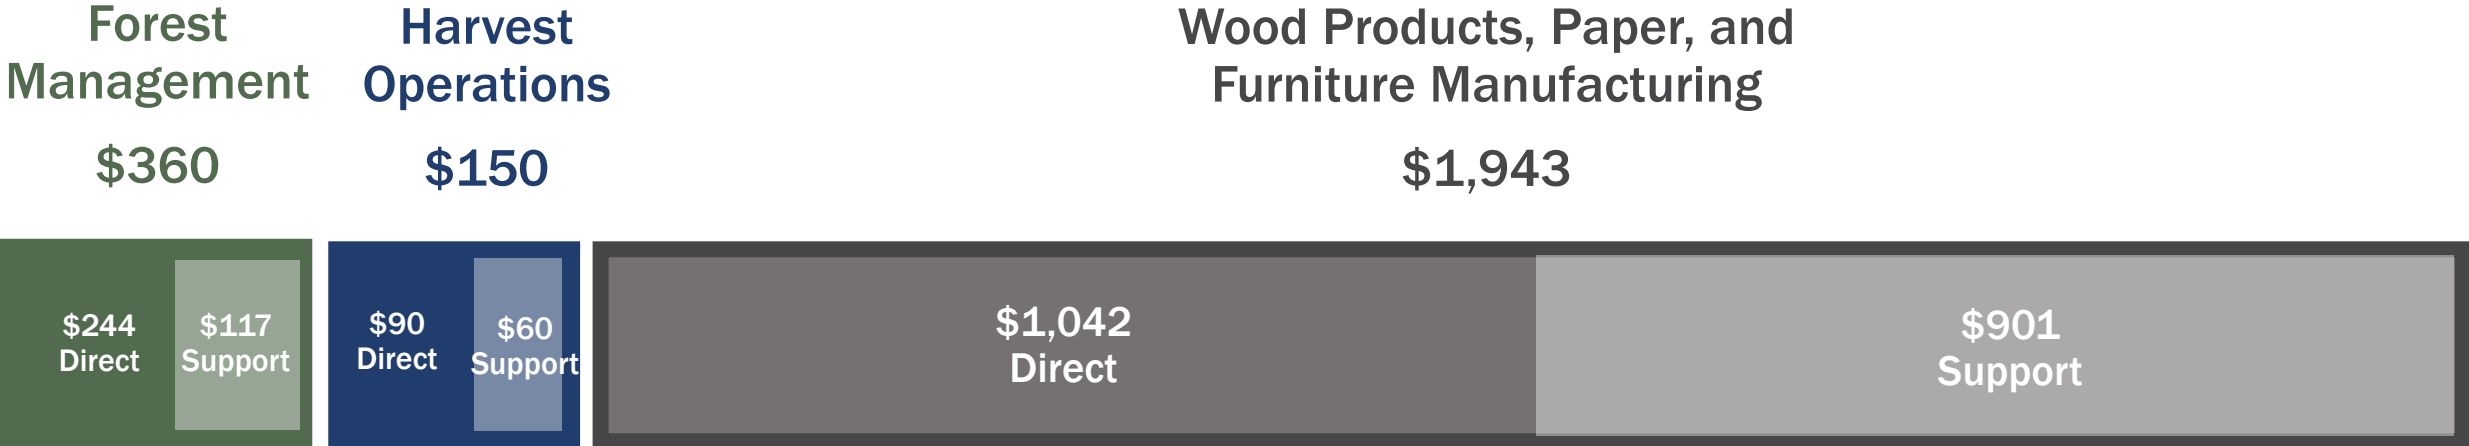 Forest
Management
$360
Harvest
Operations
$150
Wood Products, Paper, and
Furniture Manufacturing
$1,943
$244
Direct
$117
Support
$90
Direct
$60
Support
$1,042
Direct
$901
Support